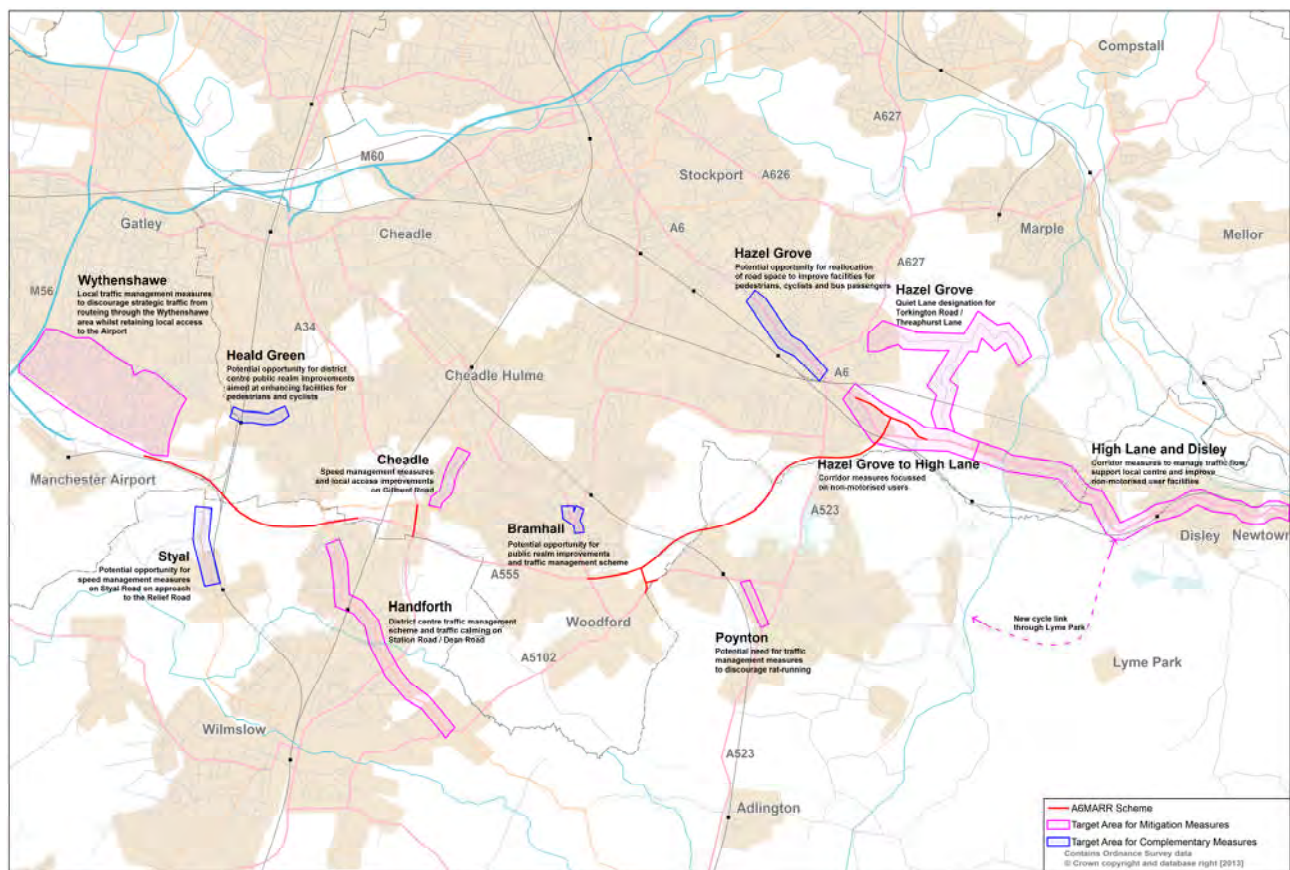 Compstall
A627
M60
Stockport
A626
Gatley
Cheadle
A6
Marple
Mellor
Hazel Grove
Potential opportunity for reallocation
of road space to improve facilities for
pedestrians, cyclists and bus passengers
A627
Hazel Grove
Quiet Lane designation for
Torkington Road /
Threaphurst Lane
Wythenshawe
Local traffic management measures
to discourage strategic traffic from
routeing through the Wythenshawe
area whilst retaining local access
to the Airport
M56
A34
Heald Green
Potential opportunity for district
centre public realm improvements
aimed at enhancing facilities for
pedestrians and cyclists
Cheadle Hulme
A6
Cheadle
Speed management measures
and local access improvements
on Gillbent Road
Manchester Airport
Hazel Grove to High Lane
Corridor measures focussed
on non-motorised users
High Lane and Disley
Corridor measures to manage traffic flow,
support local centre and improve
non-motorised user facilities
A523
Bramhall
Potential opportunity for
public realm improvements
and traffic management scheme
Disley
Newtown
Styal
Potential opportunity for
speed management measures
on Styal Road on approach
to the Relief Road
A555
Handforth
District centre traffic management
scheme and traffic calming on
Station Road / Dean Road
Woodford
Poynton
Potential need for traffic
management measures
to discourage rat-running
New cycle link
through Lyme Park
A5102
Lyme Park
Wilmslow
A523
Adlington
A6MARR Scheme
Target Area for Mitigation Measures
Target Area for Complementary Measures
Contains Ordnance Survey data
© Crown copyright and database right [2013]